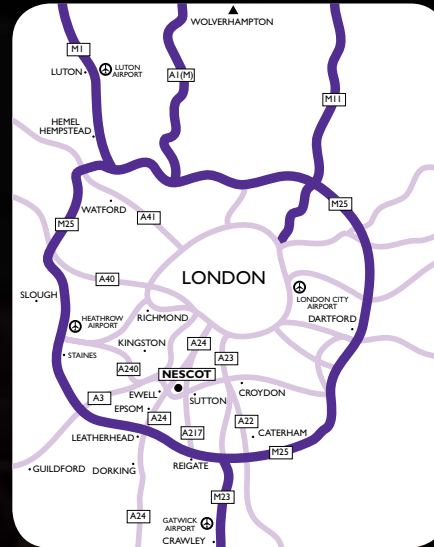 WOLVERHAMPTON
M1
LUTON
LUTON
AIRPORT
A1(M)
M11
HEMEL
HEMPSTEAD
WATFORD
A41
M25
M25
A40
LONDON
SLOUGH
LONDON CITY
AIRPORT
HEATHROW
AIRPORT
RICHMOND
DARTFORD
KINGSTON
A24
STAINES
A23
A240
NESCOT
A3
EWELL
SUTTON
CROYDON
EPSOM
A24
A22
LEATHERHEAD
A217
CATERHAM
M25
GUILDFORD
DORKING
REIGATE
M23
A24
GATWICK
AIRPORT
CRAWLEY